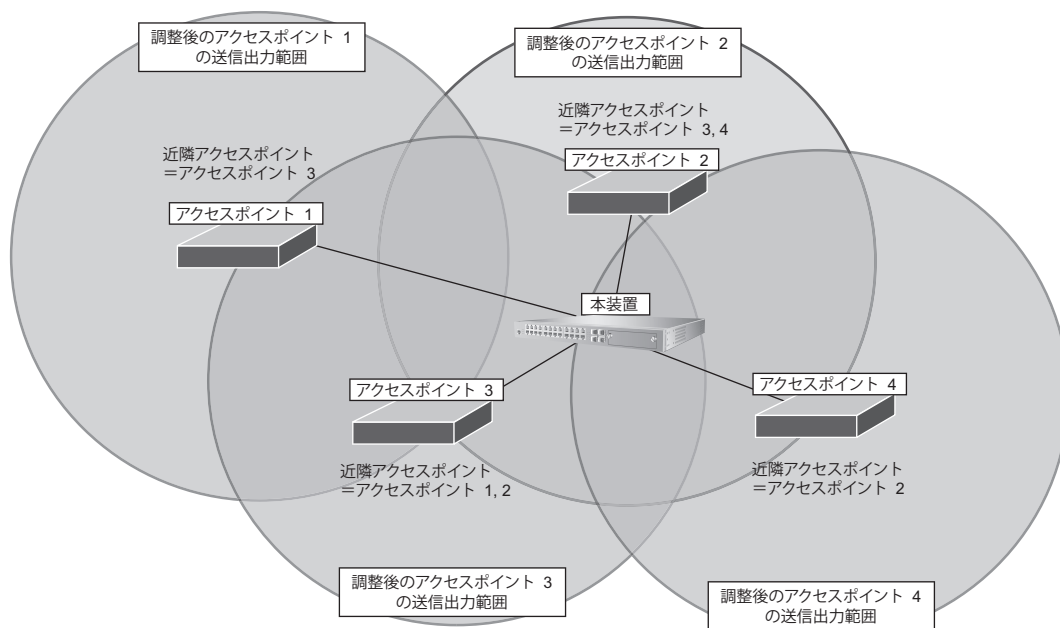 調整後のアクセスポイント 1
の送信出力範囲
調整後のアクセスポイント 2
の送信出力範囲
近隣アクセスポイント
＝アクセスポイント 3, 4
アクセスポイント 2
近隣アクセスポイント
＝アクセスポイント 3
アクセスポイント 1
本装置
アクセスポイント 3
近隣アクセスポイント
＝アクセスポイント 1, 2
アクセスポイント 4
近隣アクセスポイント
＝アクセスポイント 2
調整後のアクセスポイント 3
の送信出力範囲
調整後のアクセスポイント 4
の送信出力範囲